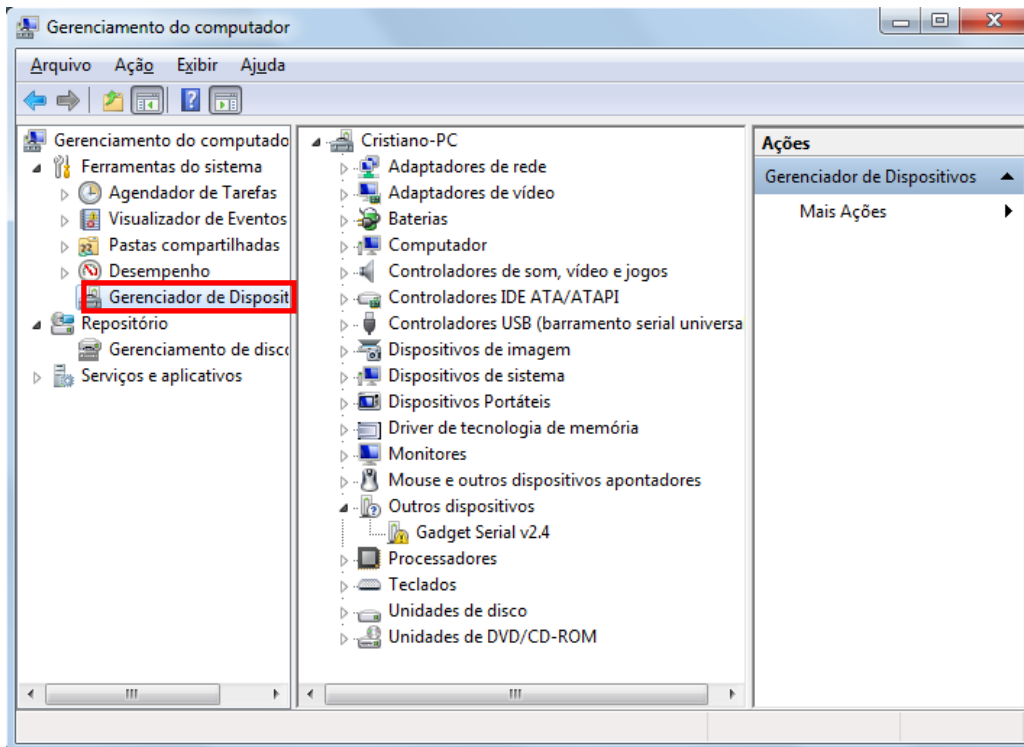 Gerenciamento do computador
Arquivo Ação Exibir Ajuda
Gerenciamento do computado
Ferramentas do sistema
Agendador de Tarefas
Visualizador de Eventos
Pastas compartilhadas
Desempenho
Gerenciador de Disposit
Repositório
Gerenciamento de disco
Serviços e aplicativos
Cristiano-PC
Adaptadores de rede
Adaptadores de vídeo
Baterias
Computador
Controladores de som, vídeo e jogos
Controladores IDE ATA/ATAPI
Controladores USB (barramento serial universa
Dispositivos de imagem
Dispositivos de sistema
Dispositivos Portáteis
Driver de tecnologia de memória
Monitores
Mouse e outros dispositivos apontadores
Outros dispositivos
Gadget Serial v2.4
Processadores
Teclados
Unidades de disco
Unidades de DVD/CD-ROM
Ações
Gerenciador de Dispositivos
Mais Ações